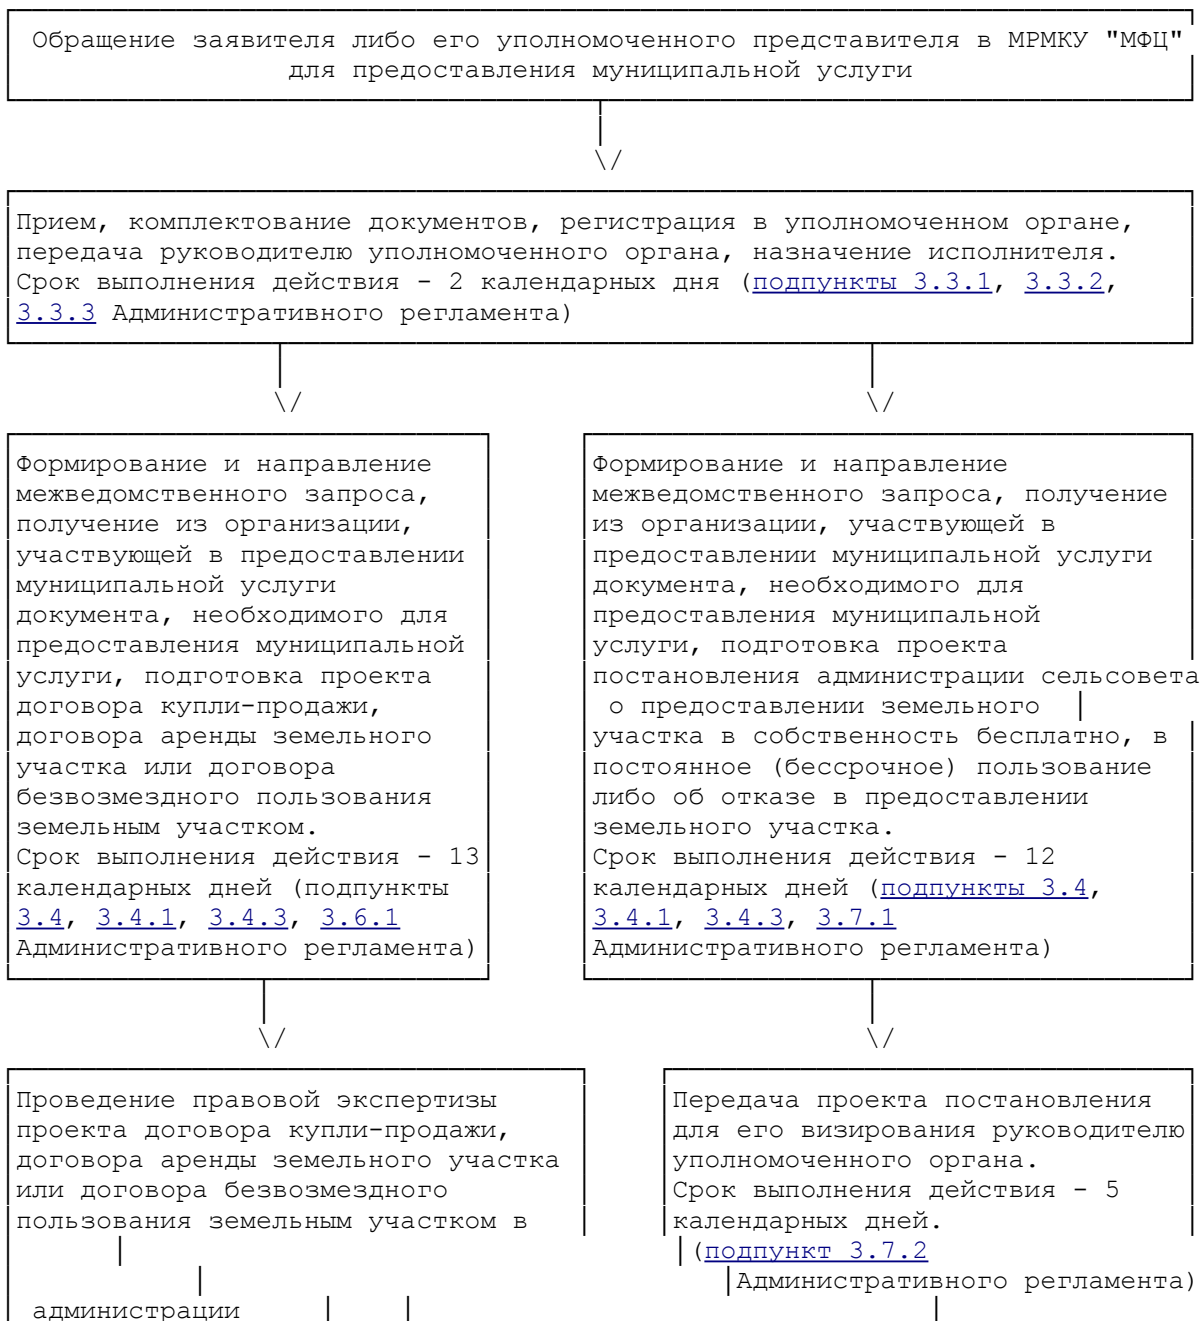 Обращение заявителя либо его уполномоченного представителя в МРМКУ "МФЦ"
для предоставления муниципальной услуги
Прием, комплектование документов, регистрация в уполномоченном органе,
передача руководителю уполномоченного органа, назначение исполнителя.
Срок выполнения действия - 2 календарных дня (подпункты 3.3.1, 3.3.2,
3.3.3 Административного регламента)
Формирование и направление
межведомственного запроса,
получение из организации,
участвующей в предоставлении
муниципальной услуги
документа, необходимого для
предоставления муниципальной
услуги, подготовка проекта
договора купли-продажи,
договора аренды земельного
участка или договора
безвозмездного пользования
земельным участком.
Срок выполнения действия - 13
календарных дней (подпункты
3.4, 3.4.1, 3.4.3, 3.6.1
Административного регламента)
Формирование и направление
межведомственного запроса, получение
из организации, участвующей в
предоставлении муниципальной услуги
документа, необходимого для
предоставления муниципальной
услуги, подготовка проекта
постановления администрации сельсовета
о предоставлении земельного
участка в собственность бесплатно, в
постоянное (бессрочное) пользование
либо об отказе в предоставлении
земельного участка.
Срок выполнения действия - 12
календарных дней (подпункты 3.4,
3.4.1, 3.4.3, 3.7.1
Административного регламента)
Проведение правовой экспертизы
проекта договора купли-продажи,
договора аренды земельного участка
или договора безвозмездного
пользования земельным участком в
администрации
Передача проекта постановления
для его визирования руководителю
уполномоченного органа.
Срок выполнения действия - 5
календарных дней.
(подпункт 3.7.2
Административного регламента)